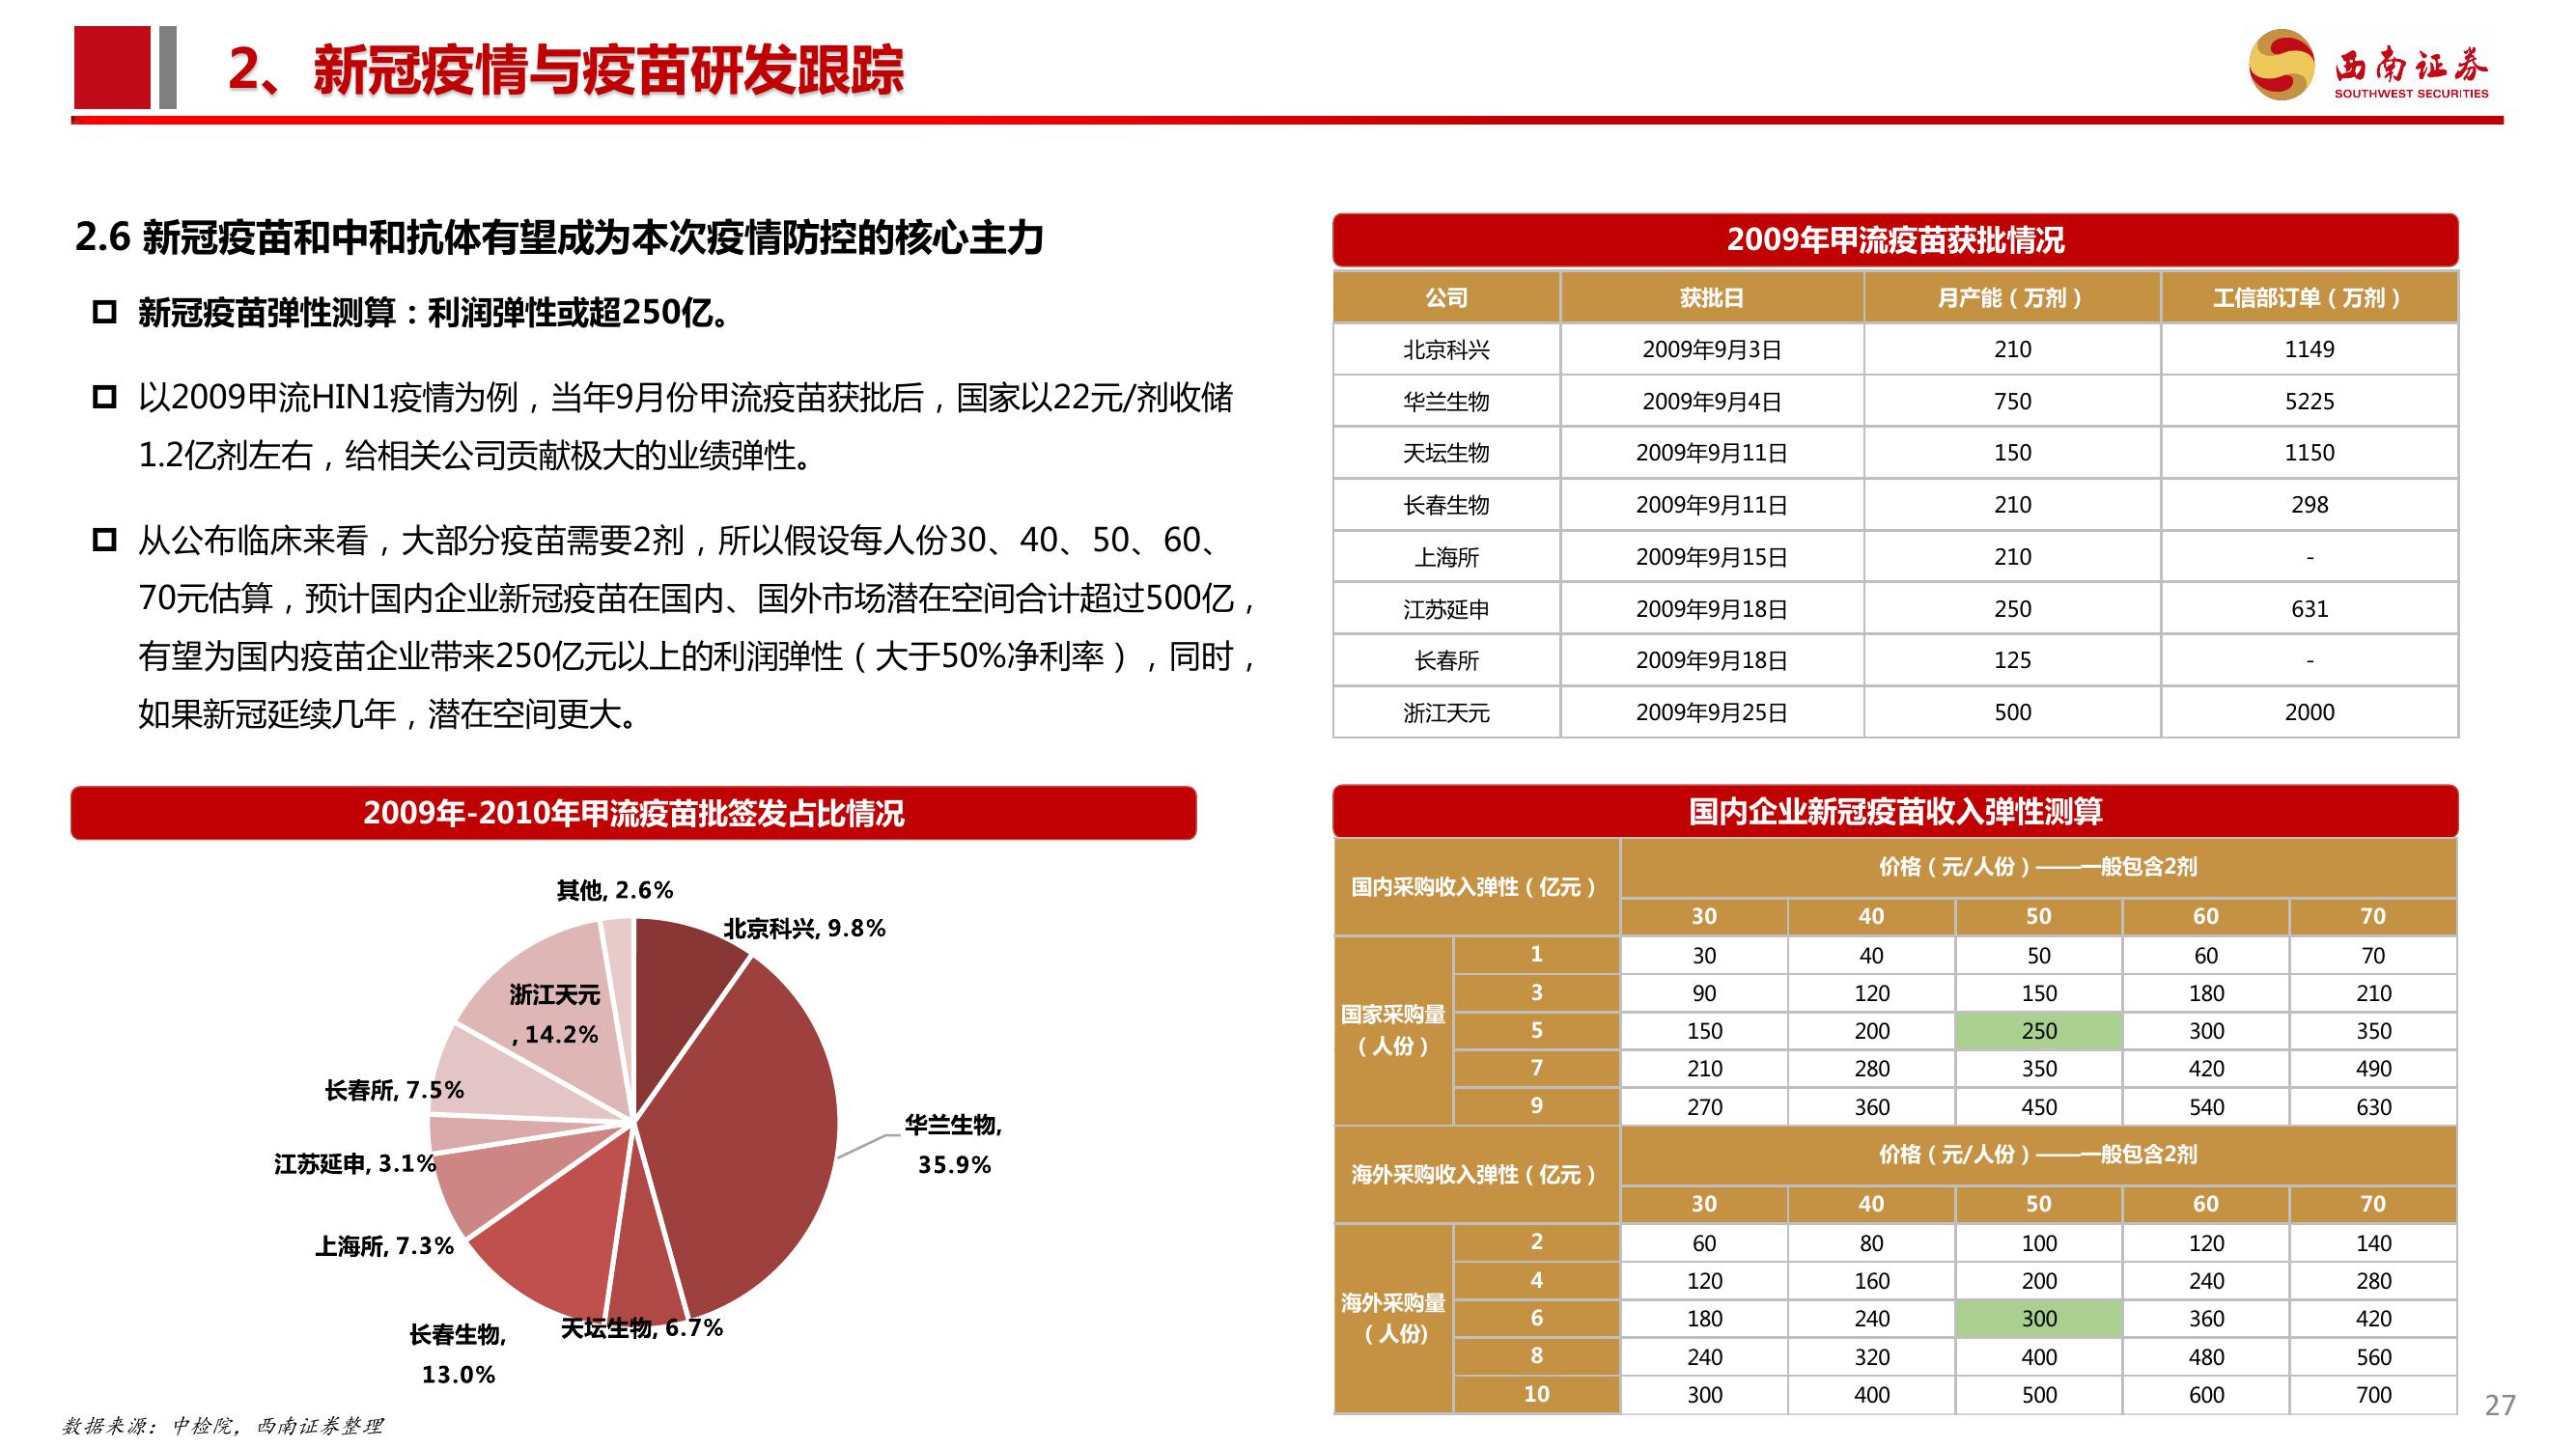 2、新冠疫情与疫苗研发跟踪
西南证券
SOUTHWEST SECURITIES
2.6 新冠疫苗和中和抗体有望成为本次疫情防控的核心主力
新冠疫苗弹性测算：利润弹性或超250亿。
以2009甲流HIN1疫情为例，当年9月份甲流疫苗获批后，国家以22元/剂收储
1.2亿剂左右，给相关公司贡献极大的业绩弹性。
从公布临床来看，大部分疫苗需要2剂，所以假设每人份30、40、50、60、
70元估算，预计国内企业新冠疫苗在国内、国外市场潜在空间合计超过500亿，
有望为国内疫苗企业带来250亿元以上的利润弹性（大于50%净利率），同时，
如果新冠延续几年，潜在空间更大。
2009年甲流疫苗获批情况
公司 获批日 月产能（万剂） 工信部订单（万剂）
北京科兴 2009年9月3日 210 1149
华兰生物 2009年9月4日 750 5225
天坛生物 2009年9月11日 150 1150
长春生物 2009年9月11日 210 298
上海所 2009年9月15日 210 -
江苏延申 2009年9月18日 250 631
长春所 2009年9月18日 125 -
浙江天元 2009年9月25日 500 2000
2009年-2010年甲流疫苗批签发占比情况
其他, 2.6%
北京科兴, 9.8%
浙江天元
, 14.2%
长春所, 7.5%
华兰生物,
35.9%
江苏延申, 3.1%
上海所, 7.3%
天坛生物, 6.7%
长春生物,
13.0%
国内企业新冠疫苗收入弹性测算
国内采购收入弹性（亿元） 价格（元/人份）——一般包含2剂
30 40 50 60 70
国家采购量
（人份）
1 30 40 50 60 70
3 90 120 150 180 210
5 150 200 250 300 350
7 210 280 350 420 490
9 270 360 450 540 630
海外采购收入弹性（亿元） 价格（元/人份）——一般包含2剂
30 40 50 60 70
海外采购量
（人份)
2 60 80 100 120 140
4 120 160 200 240 280
6 180 240 300 360 420
8 240 320 400 480 560
10 300 400 500 600 700
数据来源：中检院，西南证券整理
27